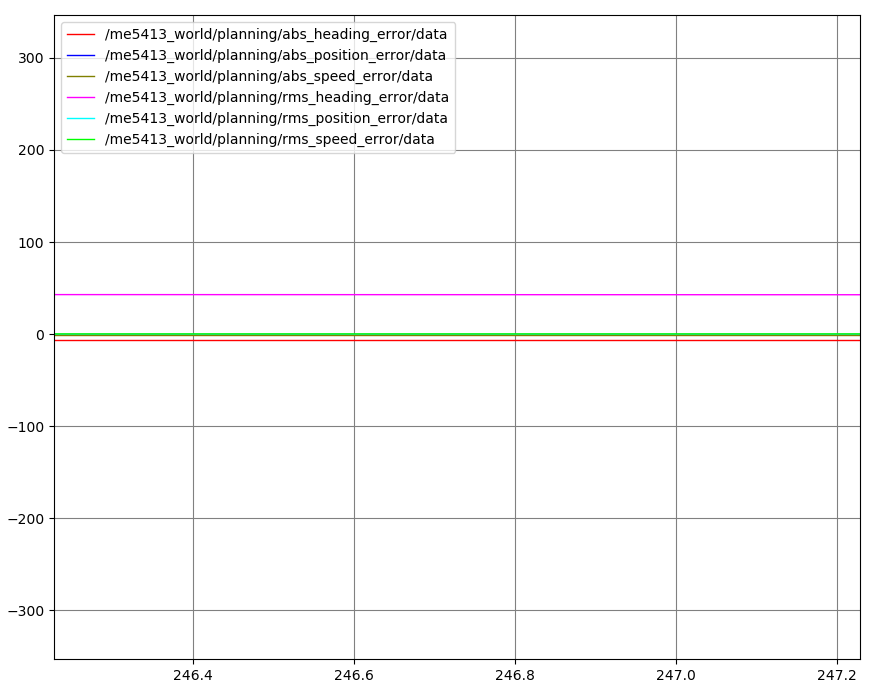 /me5413_world/planning/abs_heading_error/data
/me5413_world/planning/abs_position_error/data
/me5413_world/planning/abs_speed_error/data
/me5413_world/planning/rms_heading_error/data
/me5413_world/planning/rms_position_error/data
/me5413_world/planning/rms_speed_error/data
300
200
100
0
−100
−200
−300
246.4 246.6 246.8 247.0 247.2